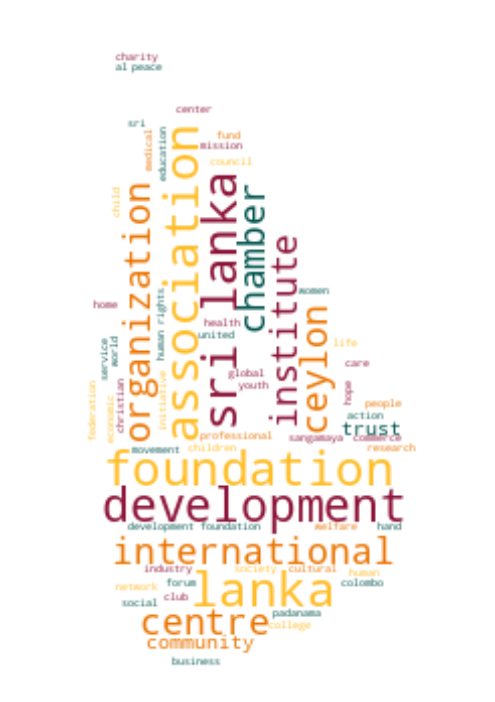 charity
al peace
center
sri
fund
mission
medical
education
council
association
sri lanka
organization
chamber
child
institute
women
home
human rights
ceylon
health
united
service
world
life
global
care
youth
christian
initiative
hope
federation
economic
people
action
trust
professional
sangamaya
commerce
movement
children
research
foundation
development
development foundation
welfare
hand
international
industry
society
cultural
human
network
forum
lanka
colombo
club
social
padanama
centre
college
community
business